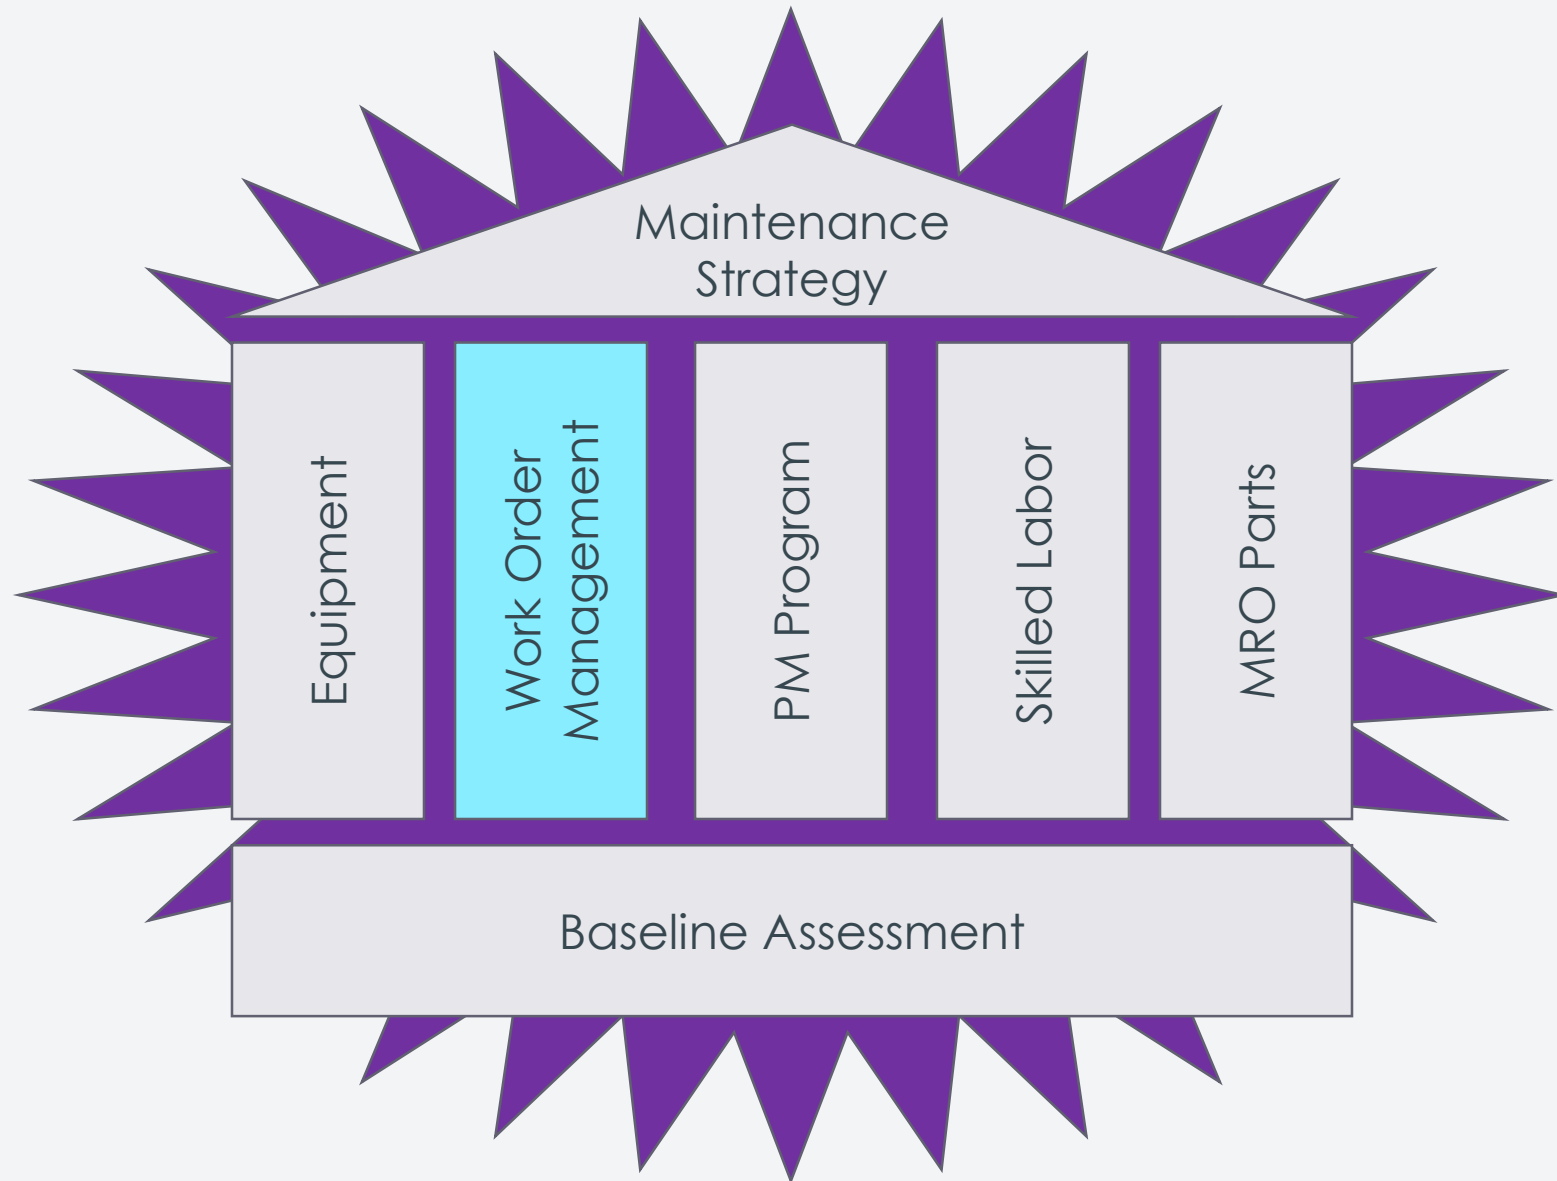 Maintenance
Strategy
Equipment
Work Order
Management
PM Program
Skilled Labor
MRO Parts
Baseline Assessment